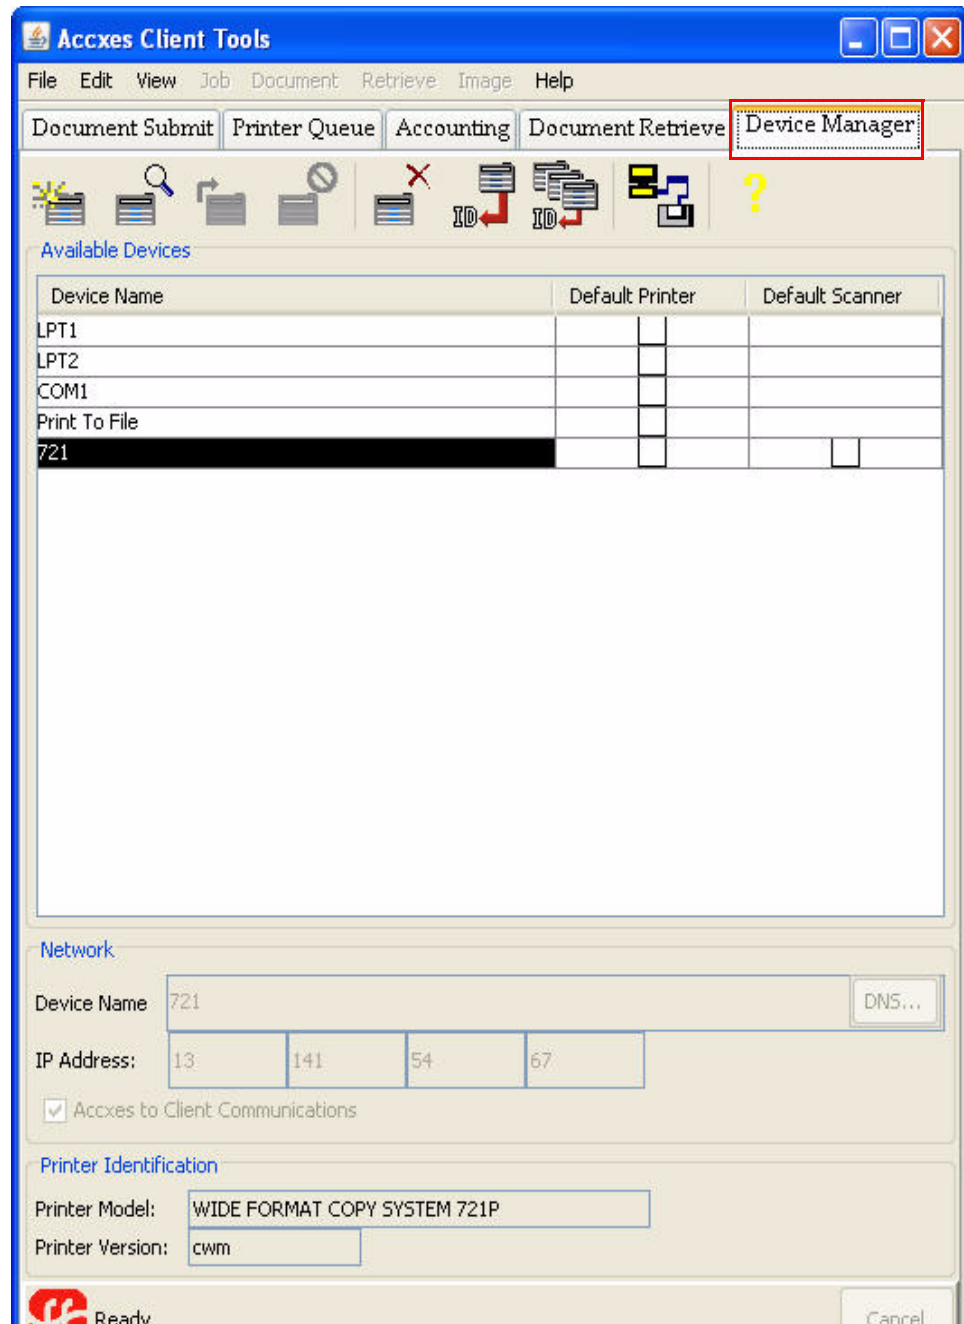 Accxes Client Tools
File Edit View Job Document Retrieve Image Help
Document Submit Printer Queue Accounting Document Retrieve Device Manager
ID ID ?
Available Devices
Device Name Default Printer Default Scanner
LPT1
LPT2
COM1
Print To File
721
Network
Device Name 721 DNS...
IP Address: 13 141 54 67
Accxes to Client Communications
Printer Identification
Printer Model: WIDE FORMAT COPY SYSTEM 721P
Printer Version: cwm
Ready Cancel